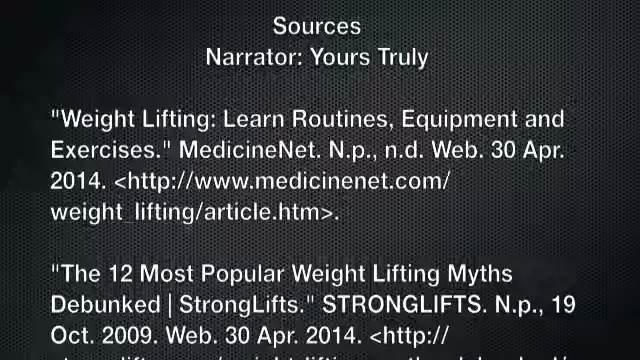 Sources
Narrator: Yours Truly
"Weight Lifting: Learn Routines, Equipment and
Exercises." MedicineNet. N.p., n.d. Web. 30 Apr.
2014. <http://www.medicinenet.com/
weight_lifting/article.htm>.
"The 12 Most Popular Weight Lifting Myths
Debunked | StrongLifts." STRONGLIFTS. N.p., 19
Oct. 2009. Web. 30 Apr. 2014. <http://